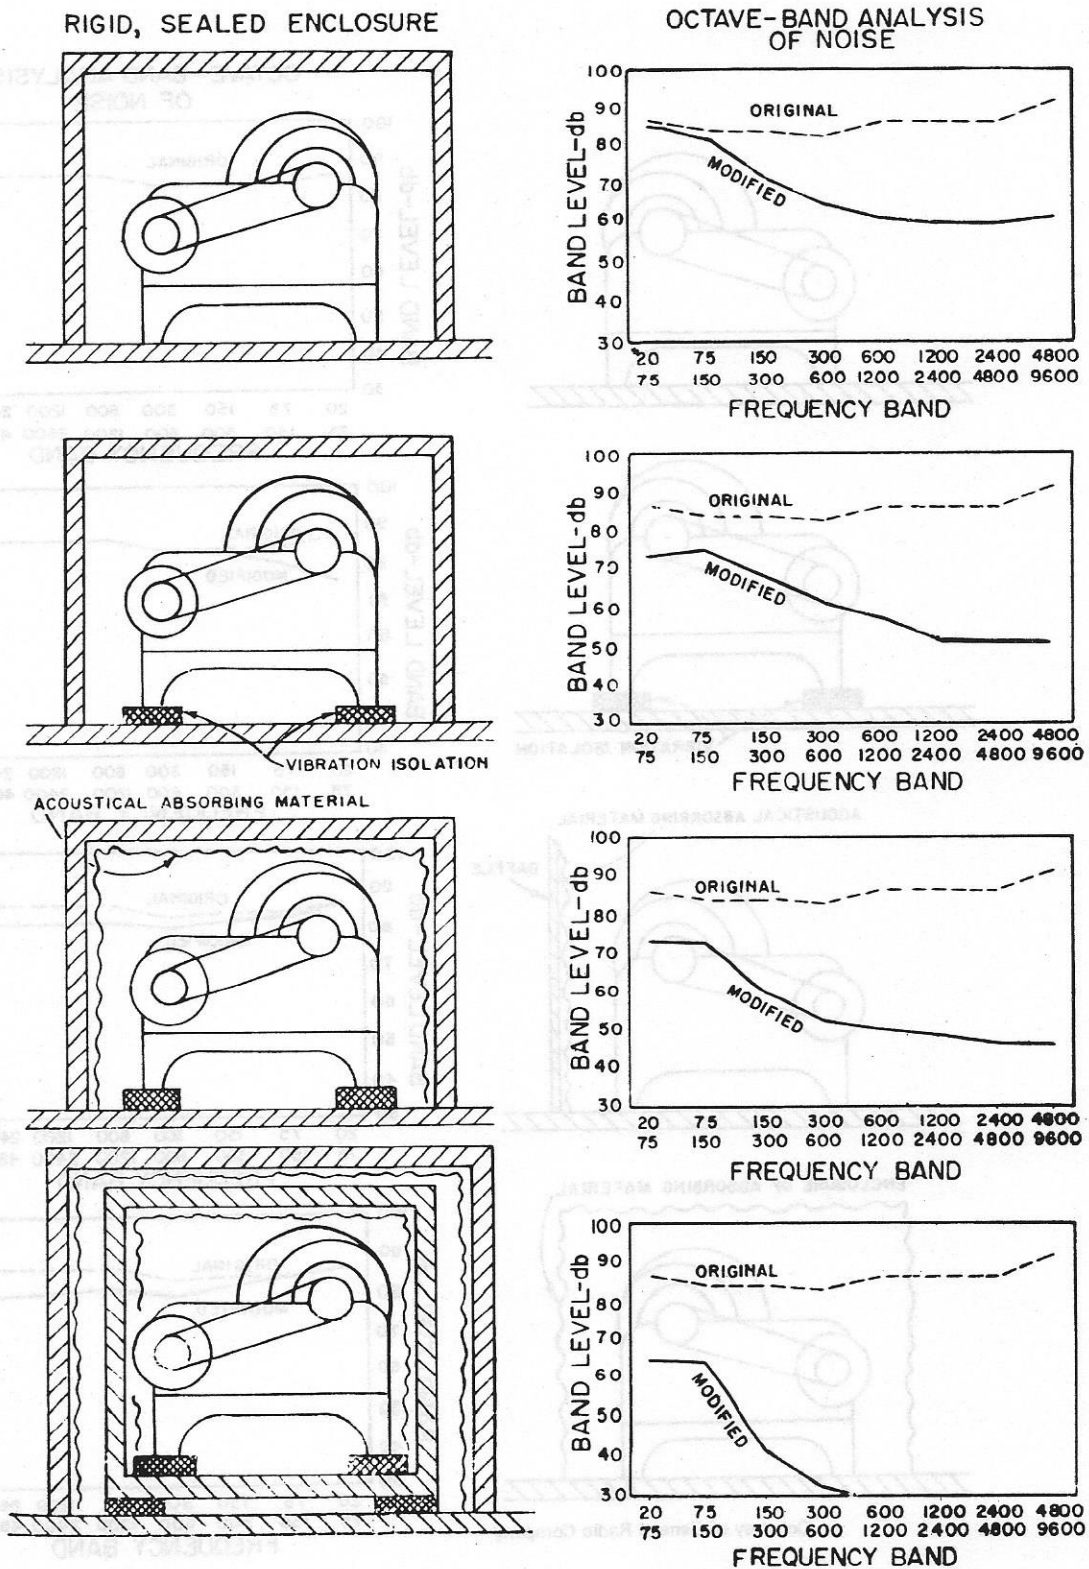 RIGID, SEALED ENCLOSURE
OCTAVE-BAND ANALYSIS
OF NOISE
BAND LEVEL-db
100
90
80
70
60
50
40
30
ORIGINAL
MODIFIED
20 75 150 300 600 1200 2400 4800
75 150 300 600 1200 2400 4800 9600
FREQUENCY BAND
VIBRATION ISOLATION
BAND LEVEL-db
100
90
80
70
60
50
40
30
ORIGINAL
MODIFIED
20 75 150 300 600 1200 2400 4800
75 150 300 600 1200 2400 4800 9600
FREQUENCY BAND
ACOUSTICAL ABSORBING MATERIAL
BAND LEVEL-db
100
90
80
70
60
50
40
30
ORIGINAL
MODIFIED
20 75 150 300 600 1200 2400 4800
75 150 300 600 1200 2400 4800 9600
FREQUENCY BAND
BAND LEVEL-db
100
90
80
70
60
50
40
30
ORIGINAL
MODIFIED
20 75 150 300 600 1200 2400 4800
75 150 300 600 1200 2400 4800 9600
FREQUENCY BAND